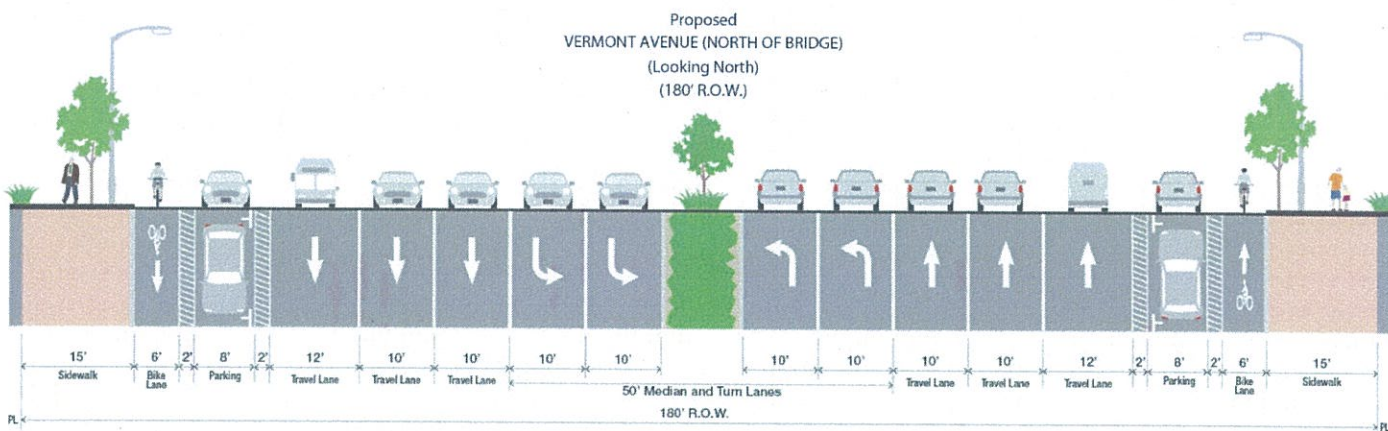 Proposed
VERMONT AVENUE (NORTH OF BRIDGE)
(Looking North)
(180' R.O.W.)
15' 6' 2' 8' 2' 12' 10' 10' 10' 10' 10' 10' 10' 10' 12' 2' 8' 2' 6' 15'
Sidewalk Bike Lane Parking Travel Lane Travel Lane Travel Lane Travel Lane Travel Lane Travel Lane Parking Bike Lane Sidewalk
50' Median and Turn Lanes
PL 180' R.O.W. PL